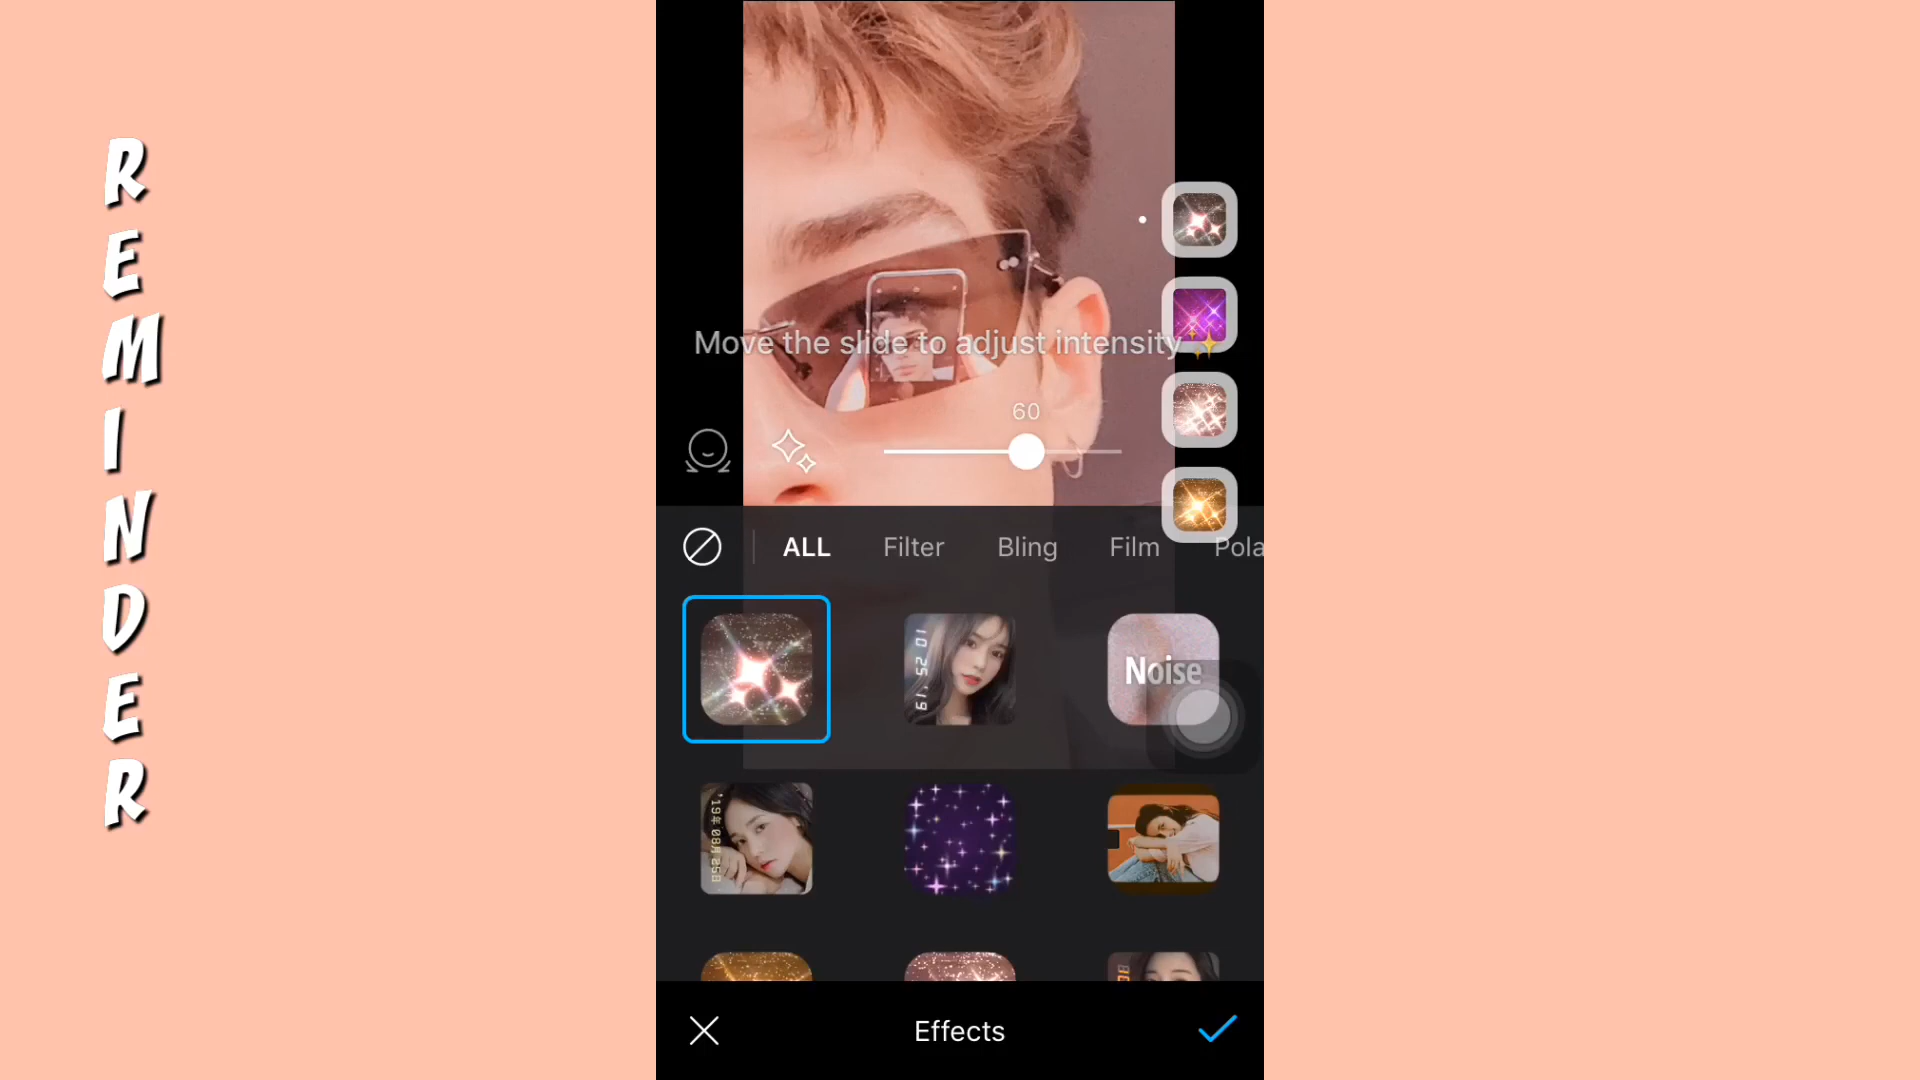 REMINDER
Move the slide to adjust intensity ✨
60
ALL Filter Bling Film Pola
Noise
Effects